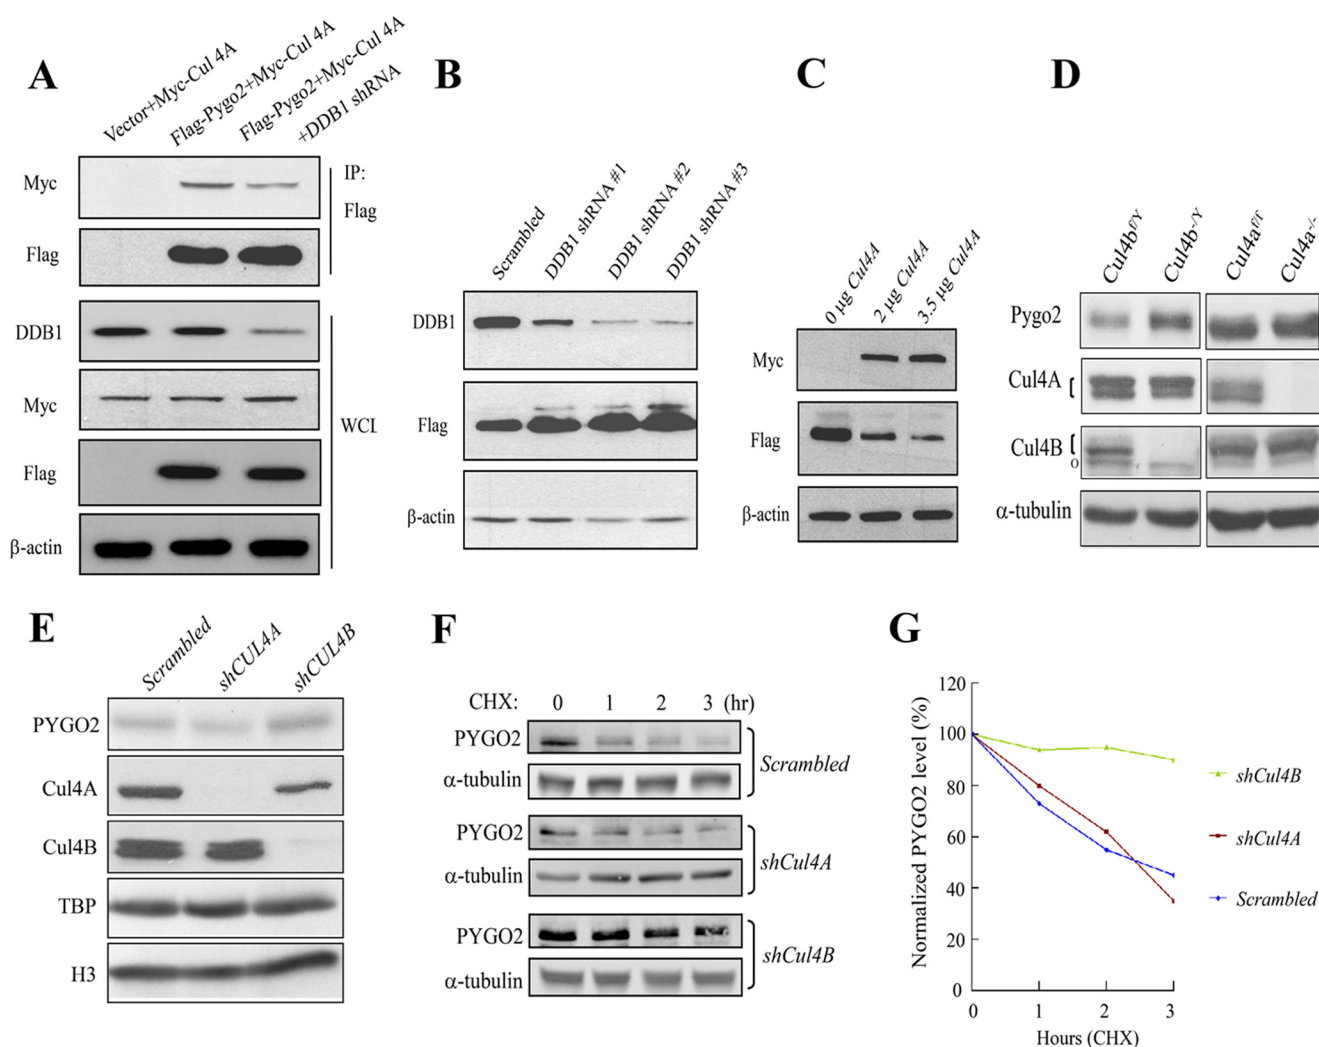 A
Vector+Myc-Cul 4A
Flag-Pygo2+Myc-Cul 4A
Flag-Pygo2+Myc-Cul 4A
+DDB1 shRNA
Myc
Flag
IP:
Flag
DDB1
Myc
Flag
β-actin
WCL
B
Scrambled
DDB1 shRNA #1
DDB1 shRNA #2
DDB1 shRNA #3
DDB1
Flag
β-actin
C
0 µg Cul4A
2 µg Cul4A
3.5 µg Cul4A
Myc
Flag
β-actin
D
Cul4b^f/Y
Cul4b^-/Y
Cul4a^f/f
Cul4a^-/-
Pygo2
Cul4A [
Cul4B [
o
α-tubulin
E
Scrambled
shCUL4A
shCUL4B
PYGO2
Cul4A
Cul4B
TBP
H3
F
CHX: 0 1 2 3 (hr)
PYGO2
α-tubulin
Scrambled
PYGO2
α-tubulin
shCul4A
PYGO2
α-tubulin
shCul4B
G
Normalized PYGO2 level (%)
120
100
80
60
40
20
0
0 1 2 3
Hours (CHX)
shCul4B
shCul4A
Scrambled